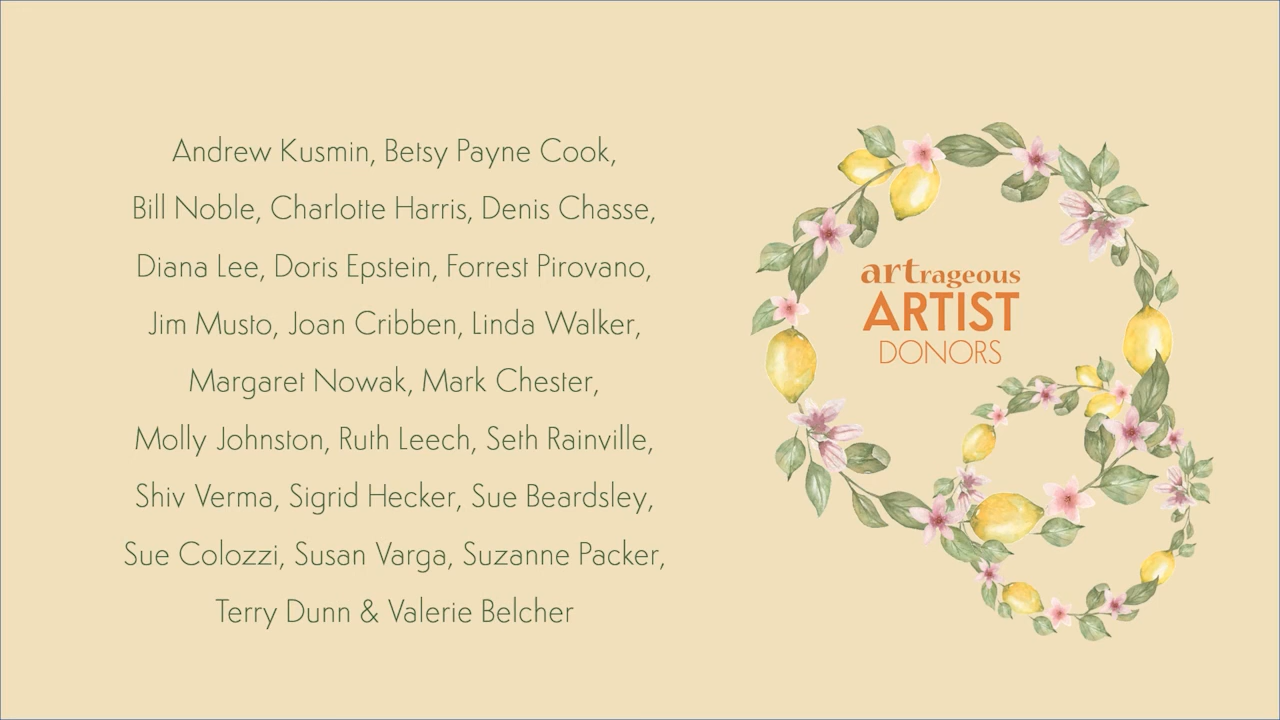 Andrew Kusmin, Betsy Payne Cook,
Bill Noble, Charlotte Harris, Denis Chasse,
Diana Lee, Doris Epstein, Forrest Pirovano,
Jim Musto, Joan Cribben, Linda Walker,
Margaret Nowak, Mark Chester,
Molly Johnston, Ruth Leech, Seth Rainville,
Shiv Verma, Sigrid Hecker, Sue Beardsley,
Sue Colozzi, Susan Varga, Suzanne Packer,
Terry Dunn & Valerie Belcher
artrageous
ARTIST
DONORS